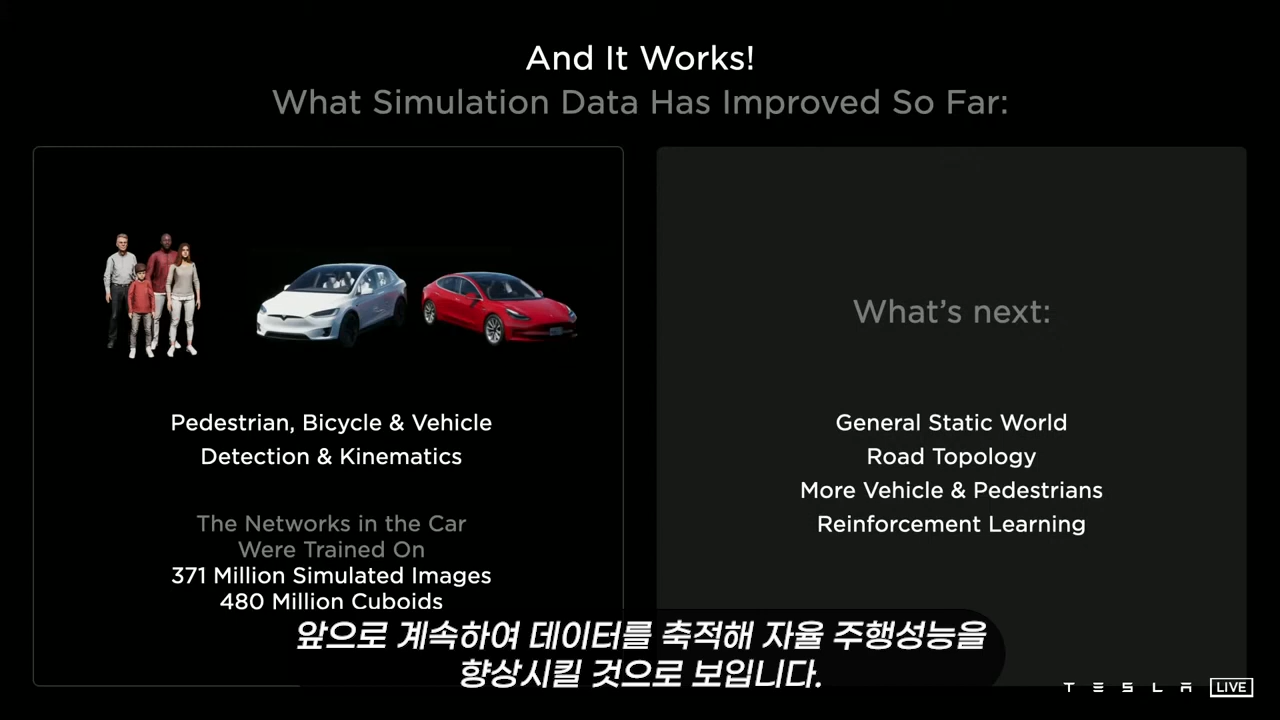 And It Works!
What Simulation Data Has Improved So Far:
Pedestrian, Bicycle & Vehicle
Detection & Kinematics
The Networks in the Car
Were Trained On
371 Million Simulated Images
480 Million Cuboids
What's next:
General Static World
Road Topology
More Vehicle & Pedestrians
Reinforcement Learning
앞으로 계속하여 데이터를 축적해 자율 주행성능을
향상시킬 것으로 보입니다.
TESLA LIVE